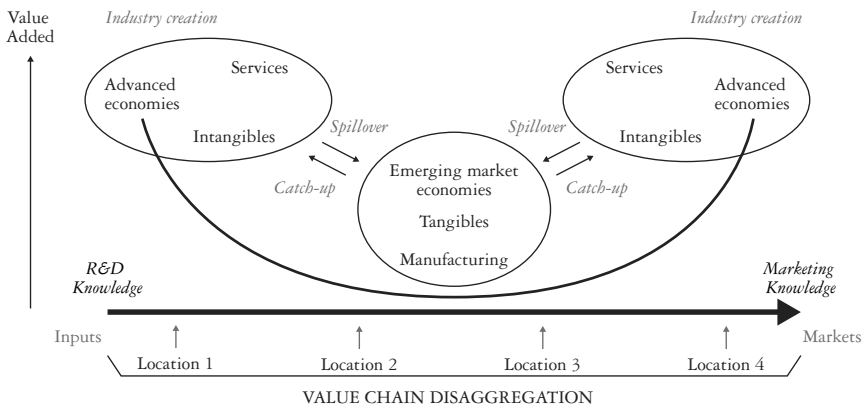 Value
Added
Industry creation
Industry creation
Services
Advanced
economies
Intangibles
Services
Advanced
economies
Intangibles
Spillover
Spillover
Catch-up
Catch-up
Emerging market
economies
Tangibles
Manufacturing
R&D
Knowledge
Marketing
Knowledge
Inputs
Markets
Location 1
Location 2
Location 3
Location 4
VALUE CHAIN DISAGGREGATION